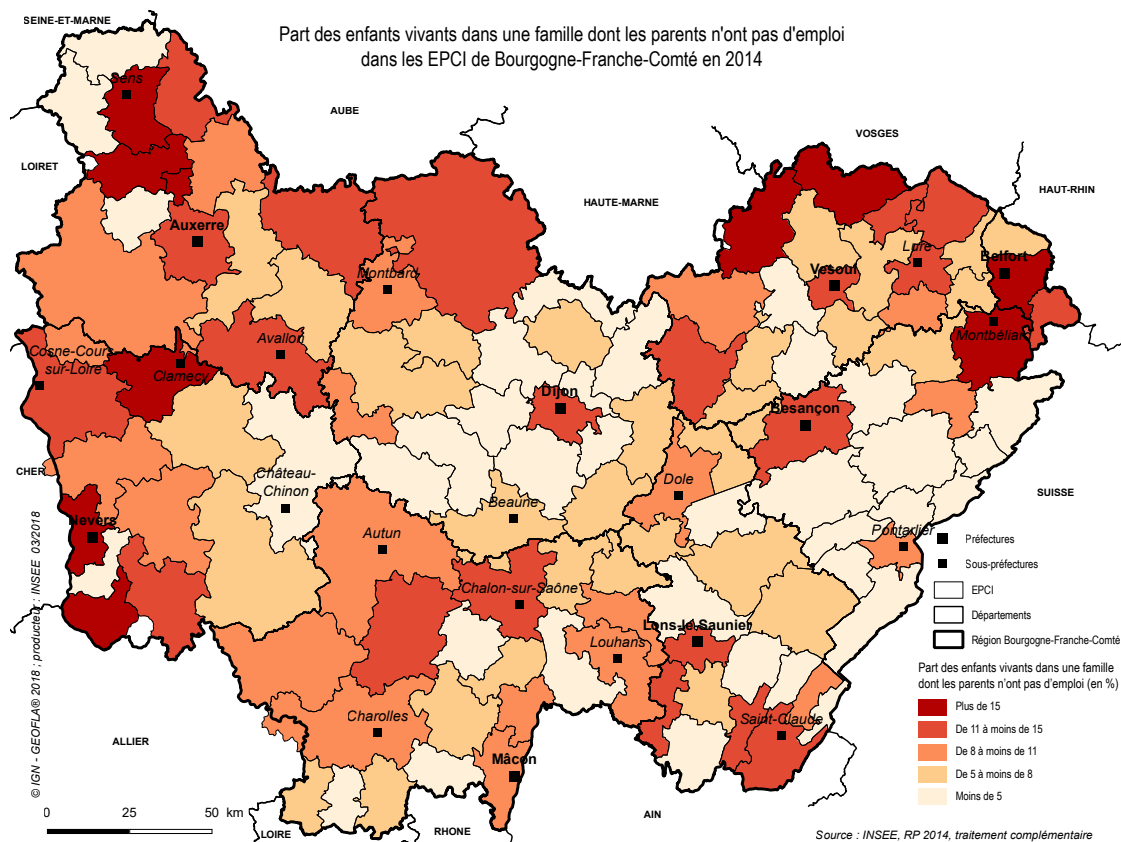 SEINE-ET-MARNE
Part des enfants vivants dans une famille dont les parents n'ont pas d'emploi
dans les EPCI de Bourgogne-Franche-Comté en 2014
Sens
AUBE
VOSGES
LOIRET
HAUTE-MARNE
HAUT-RHIN
Auxerre
Lure
Belfort
Vesoul
Montbard
Montbéliard
Avallon
Cosne-Cours
sur-Loire
Clamecy
Dijon
Besançon
CHER
Château-
Chinon
Dole
SUISSE
Beaune
Nevers
Autun
Pontarlier
Préfectures
Sous-préfectures
EPCI
Départements
Région Bourgogne-Franche-Comté
Chalon-sur-Saône
Lons-le-Saunier
Louhans
Part des enfants vivants dans une famille
dont les parents n'ont pas d'emploi (en %)
Plus de 15
De 11 à moins de 15
De 8 à moins de 11
De 5 à moins de 8
Moins de 5
Charolles
Saint-Claude
ALLIER
Mâcon
© IGN - GEOFLA® 2018 ; producteur : INSEE 03/2018
0 25 50 km
LOIRE
RHONE
AIN
Source : INSEE, RP 2014, traitement complémentaire